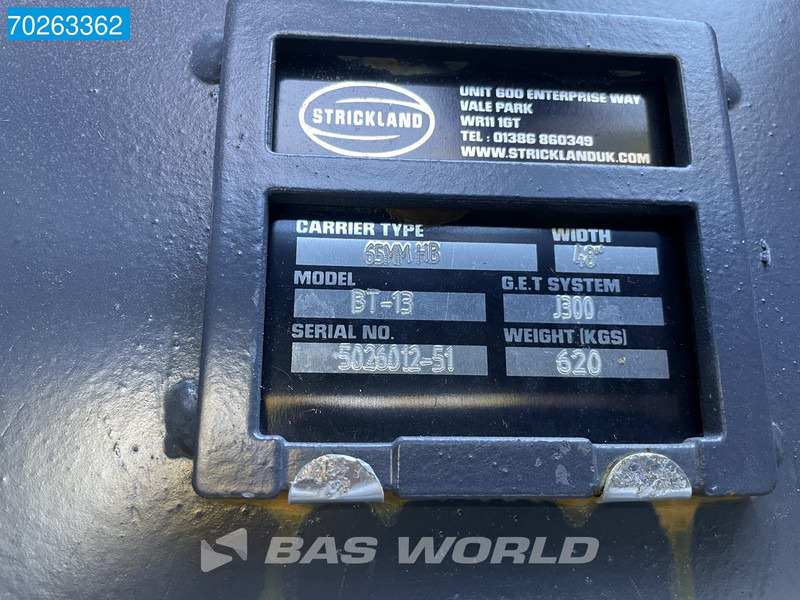 70263362
STRICKLAND
UNIT 600 ENTERPRISE WAY
VALE PARK
WR11 1GT
TEL : 01386 860349
WWW.STRICKLANDUK.COM
CARRIER TYPE
65MM HB
WIDTH
48"
MODEL
BT-13
G.E.T SYSTEM
J300
SERIAL NO.
5026012-51
WEIGHT (KGS)
620
BAS WORLD